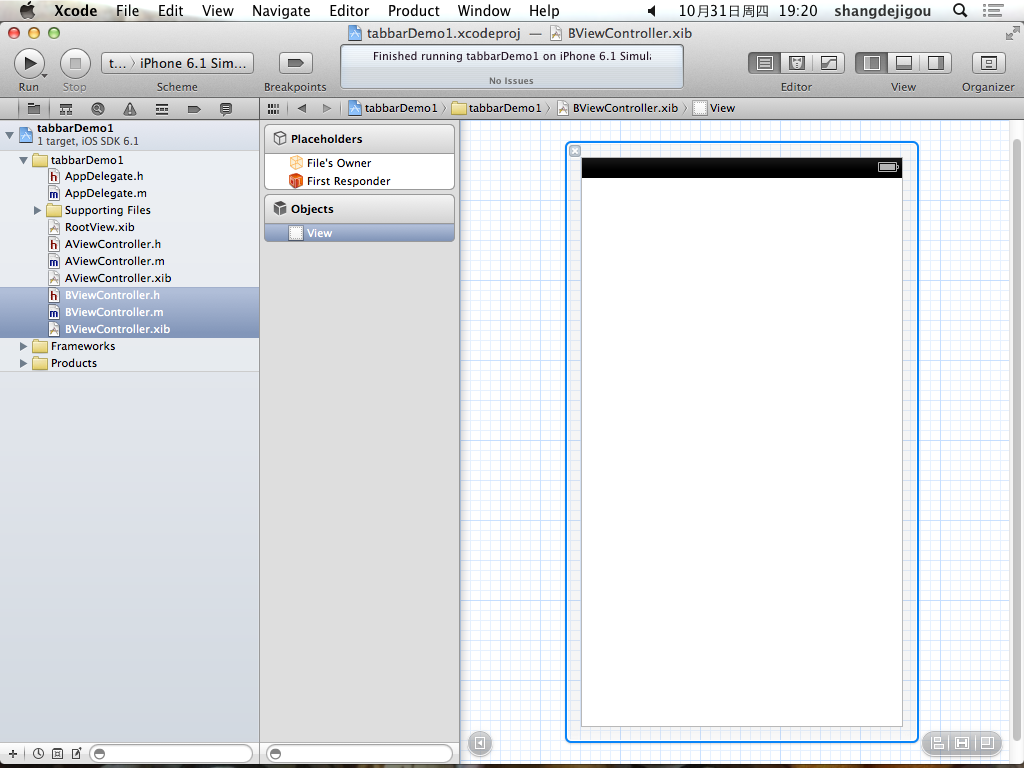 Xcode File Edit View Navigate Editor Product Window Help 10月31日周四 19:20 shangdejigou
tabbarDemo1.xcodeproj — BViewController.xib
t... iPhone 6.1 Sim...
Finished running tabbarDemo1 on iPhone 6.1 Simul
No Issues
Run Stop Scheme Breakpoints Editor View Organizer
tabbarDemo1 tabbarDemo1 BViewController.xib View
tabbarDemo1
1 target, iOS SDK 6.1
tabbarDemo1
h AppDelegate.h
m AppDelegate.m
Supporting Files
RootView.xib
h AViewController.h
m AViewController.m
AViewController.xib
h BViewController.h
m BViewController.m
BViewController.xib
Frameworks
Products
Placeholders
File's Owner
First Responder
Objects
View